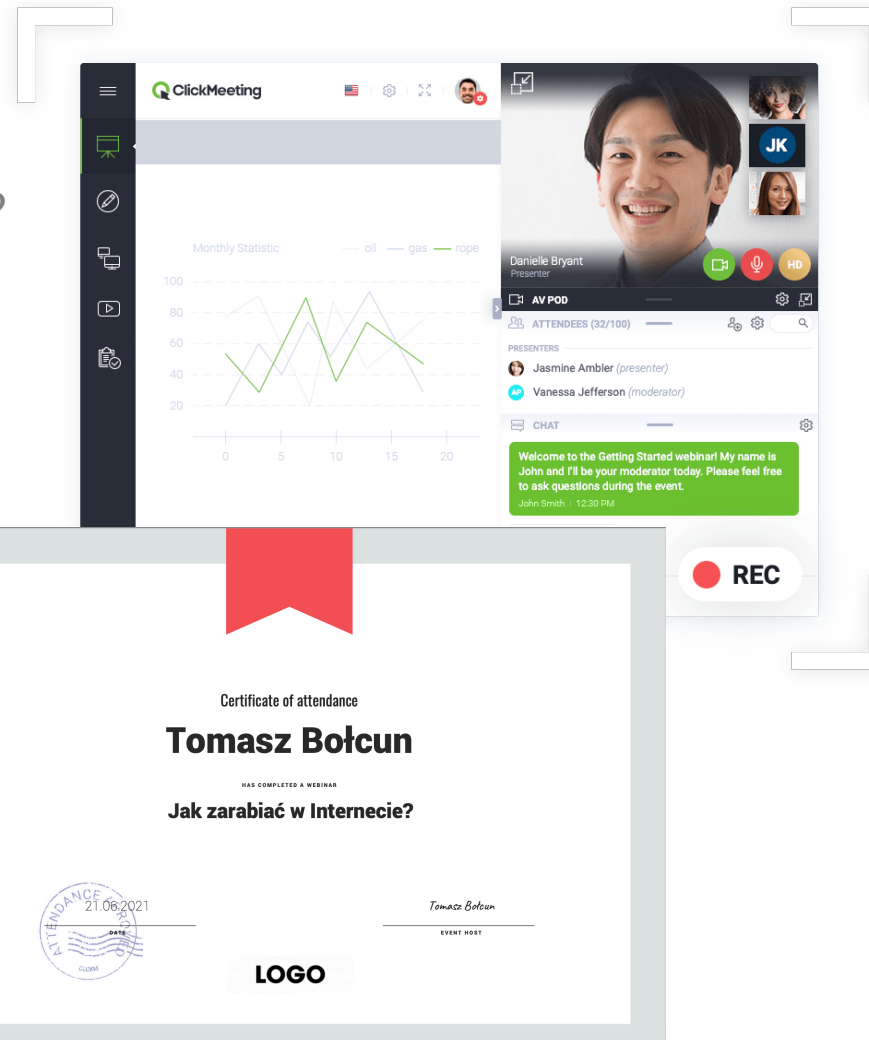 ClickMeeting
Monthly Statistic
oil
gas
rope
100
80
60
40
20
0
5
10
15
20
JK
Danielle Bryant
Presenter
HD
AV POD
ATTENDEES (32/100)
PRESENTERS
Jasmine Ambler (presenter)
AP
Vanessa Jefferson (moderator)
CHAT
Welcome to the Getting Started webinar! My name is
John and I'll be your moderator today. Please feel free
to ask questions during the event.
John Smith | 12:30 PM
REC
Certificate of attendance
Tomasz Bołcun
HAS COMPLETED A WEBINAR
Jak zarabiać w Internecie?
21.06.2021
DATE
Tomasz Bołcun
EVENT HOST
LOGO